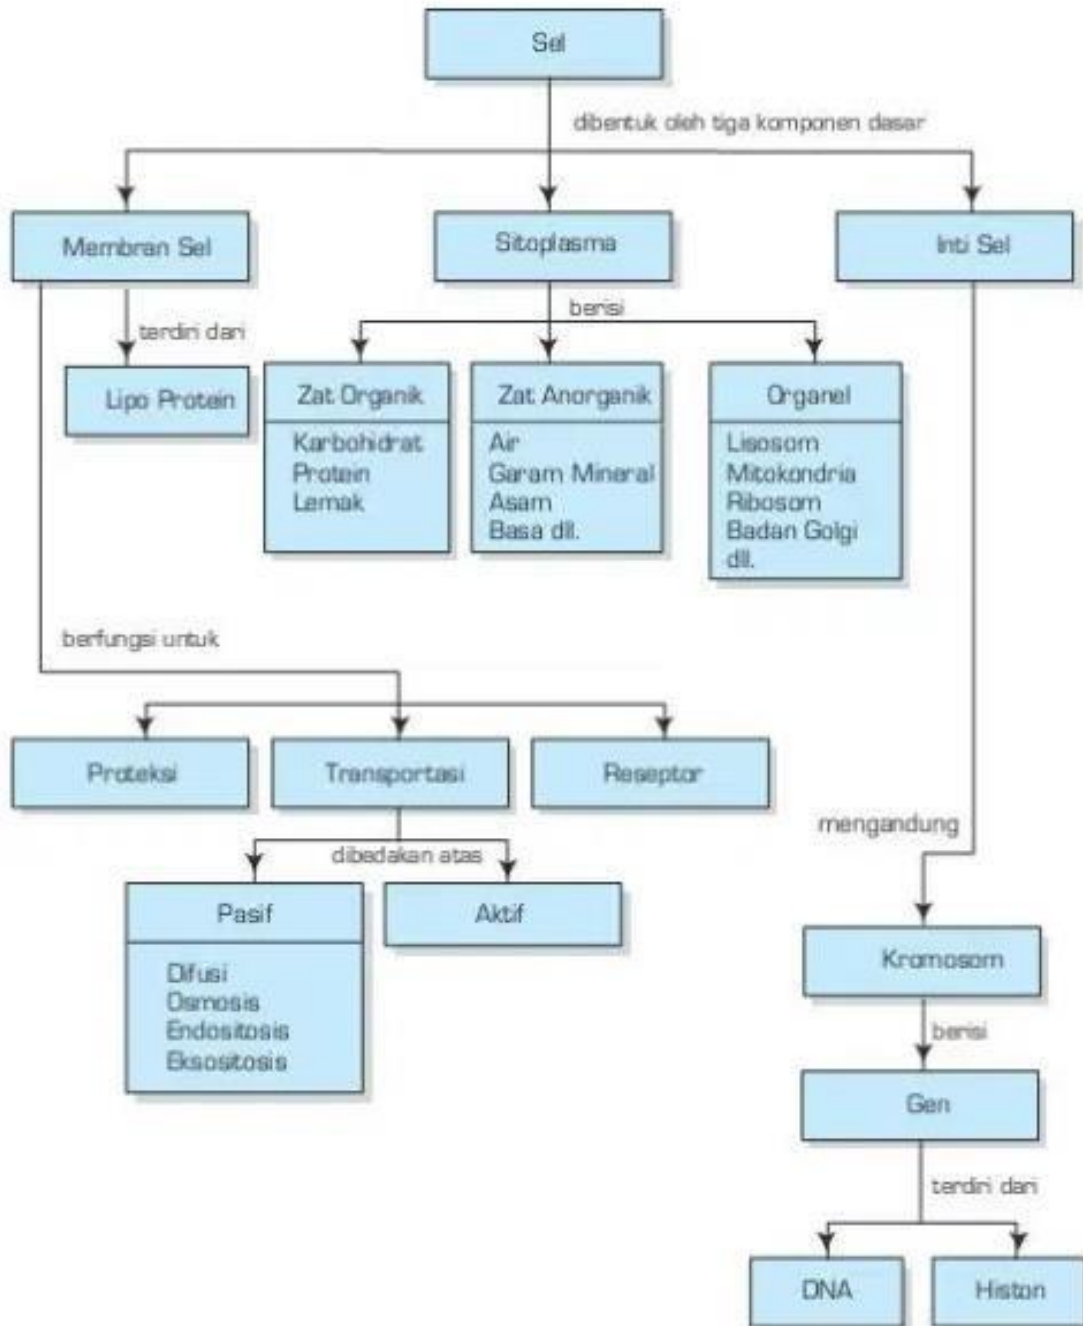 Sel
dibentuk oleh tiga komponen dasar
Membran Sel
Sitoplasma
Inti Sel
terdiri dari
berisi
Lipo Protein
Zat Organik
Karbohidrat
Protein
Lemak
Zat Anorganik
Air
Garam Mineral
Asam
Basa dll.
Organel
Lisosom
Mitokondria
Ribosom
Badan Golgi
dll.
berfungsi untuk
Proteksi
Transportasi
Reseptor
dibedakan atas
Pasif
Difusi
Osmosis
Endositosis
Eksositosis
Aktif
mengandung
Kromosom
berisi
Gen
terdiri dari
DNA
Histon